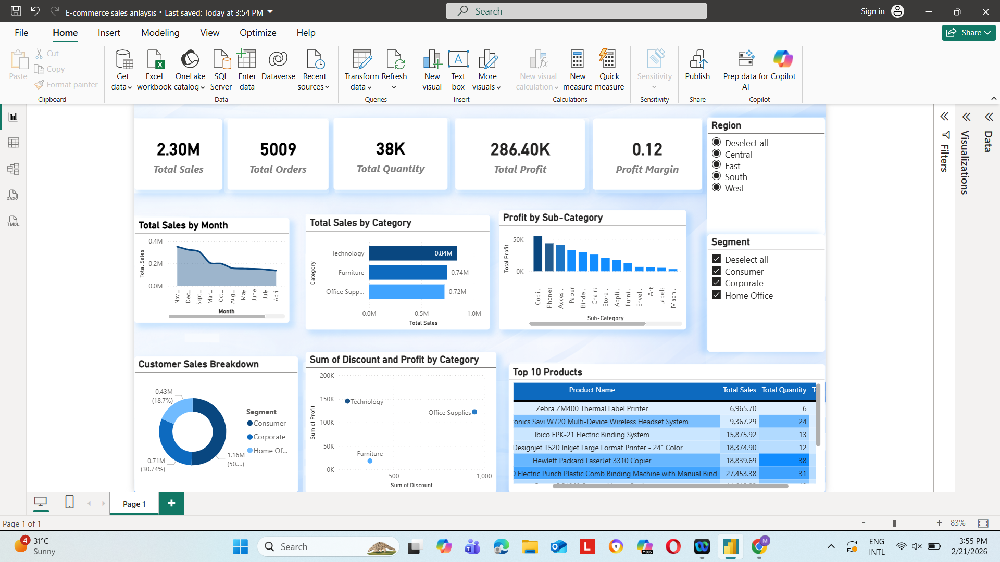 E-commerce sales anlaysis • Last saved: Today at 3:54 PM
Search
Sign in
File Home Insert Modeling View Optimize Help
Share
Paste
Cut
Copy
Format painter
Clipboard
Get data
Excel workbook
OneLake catalog
SQL Server
Enter data
Dataverse
Recent sources
Data
Transform data
Refresh
Queries
New visual
Text box
More visuals
Insert
New visual calculation
New measure
Quick measure
Calculations
Sensitivity
Sensitivity
Publish
Share
Prep data for AI
Copilot
Copilot
DAX
TMDL
2.30M
Total Sales
5009
Total Orders
38K
Total Quantity
286.40K
Total Profit
0.12
Profit Margin
Region
Deselect all
Central
East
South
West
Segment
Deselect all
Consumer
Corporate
Home Office
Filters
Visualizations
Data
Total Sales by Month
Total Sales
0.4M
0.2M
0.0M
Nov... Dec... Sept... Mar... Oct... Aug... May June July April
Month
Total Sales by Category
Category
Technology 0.84M
Furniture 0.74M
Office Supp... 0.72M
0.0M 0.5M 1.0M
Total Sales
Profit by Sub-Category
Total Profit
50K
0K
Copi... Phones Acces... Paper Binde... Chairs Stora... Appli... Furni... Envel... Art Labels Mach...
Sub-Category
Customer Sales Breakdown
0.43M
(18.7%)
0.71M
(30.74%)
1.16M
(50....)
Segment
Consumer
Corporate
Home Of...
Sum of Discount and Profit by Category
Sum of Profit
200K
150K
100K
50K
0K
Technology
Office Supplies
Furniture
500 1,000
Sum of Discount
Top 10 Products
Product Name Total Sales Total Quantity T
Zebra ZM400 Thermal Label Printer 6,965.70 6
ronics Savi W720 Multi-Device Wireless Headset System 9,367.29 24
Ibico EPK-21 Electric Binding System 15,875.92 13
Designjet T520 Inkjet Large Format Printer - 24" Color 18,374.90 12
Hewlett Packard LaserJet 3310 Copier 18,839.69 38
0 Electric Punch Plastic Comb Binding Machine with Manual Bind 27,453.38 31
Page 1
Page 1 of 1
- + 83%
4
31°C
Sunny
Search
L
M365
M
ENG
INTL
3:55 PM
2/21/2026